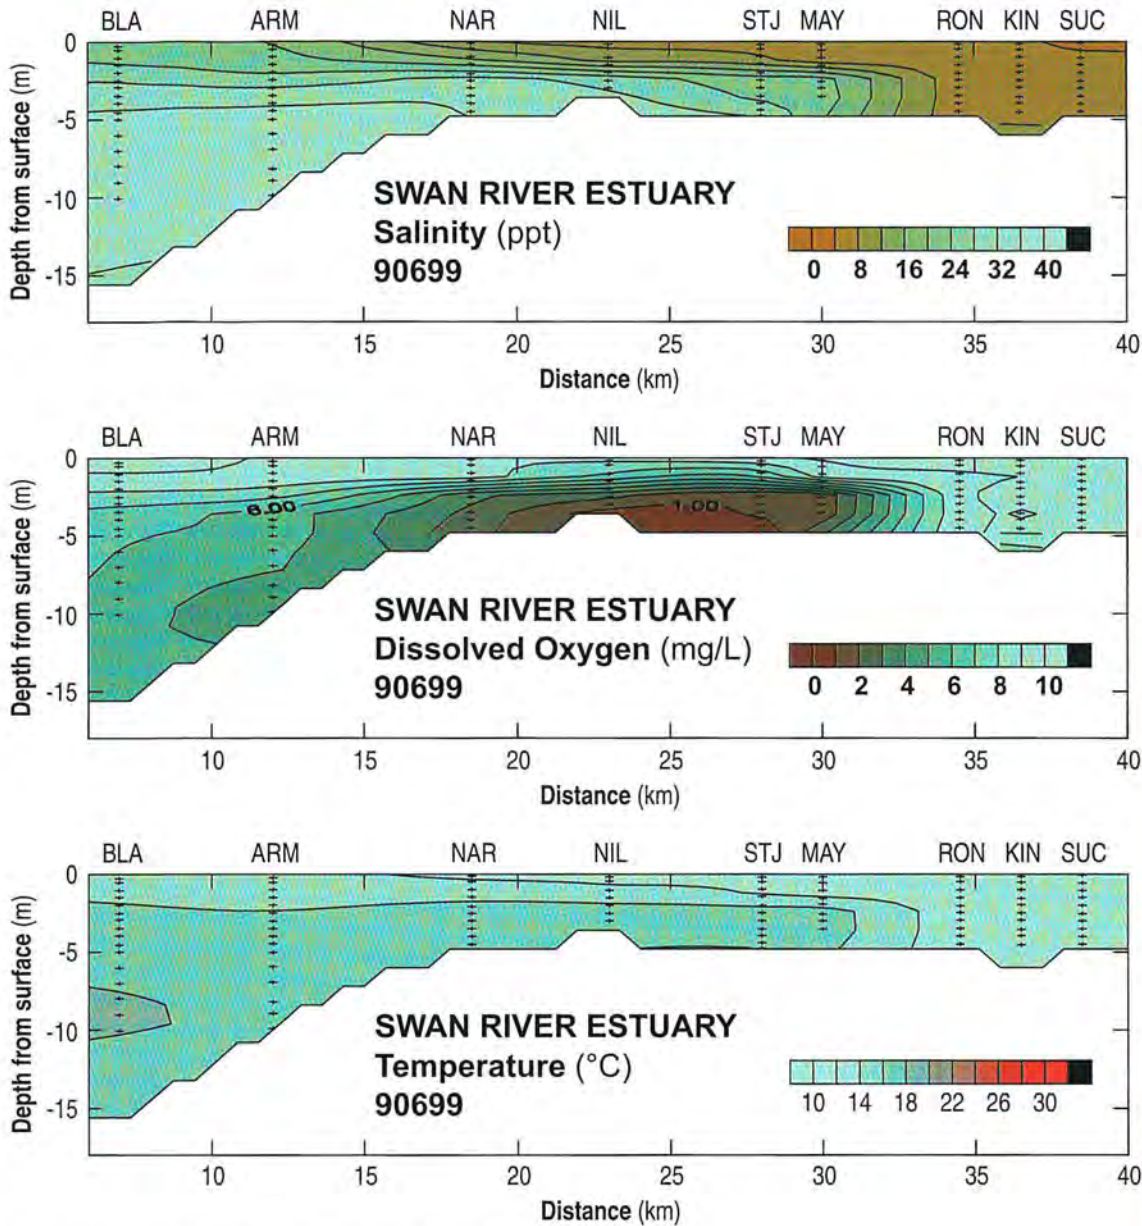 BLA ARM NAR NIL STJ MAY RON KIN SUC
0
-5
-10
-15
Depth from surface (m)
SWAN RIVER ESTUARY
Salinity (ppt)
90699
0 8 16 24 32 40
10 15 20 25 30 35 40
Distance (km)
BLA ARM NAR NIL STJ MAY RON KIN SUC
0
-5
-10
-15
Depth from surface (m)
6.00
1.00
SWAN RIVER ESTUARY
Dissolved Oxygen (mg/L)
90699
0 2 4 6 8 10
10 15 20 25 30 35 40
Distance (km)
BLA ARM NAR NIL STJ MAY RON KIN SUC
0
-5
-10
-15
Depth from surface (m)
SWAN RIVER ESTUARY
Temperature (°C)
90699
10 14 18 22 26 30
10 15 20 25 30 35 40
Distance (km)